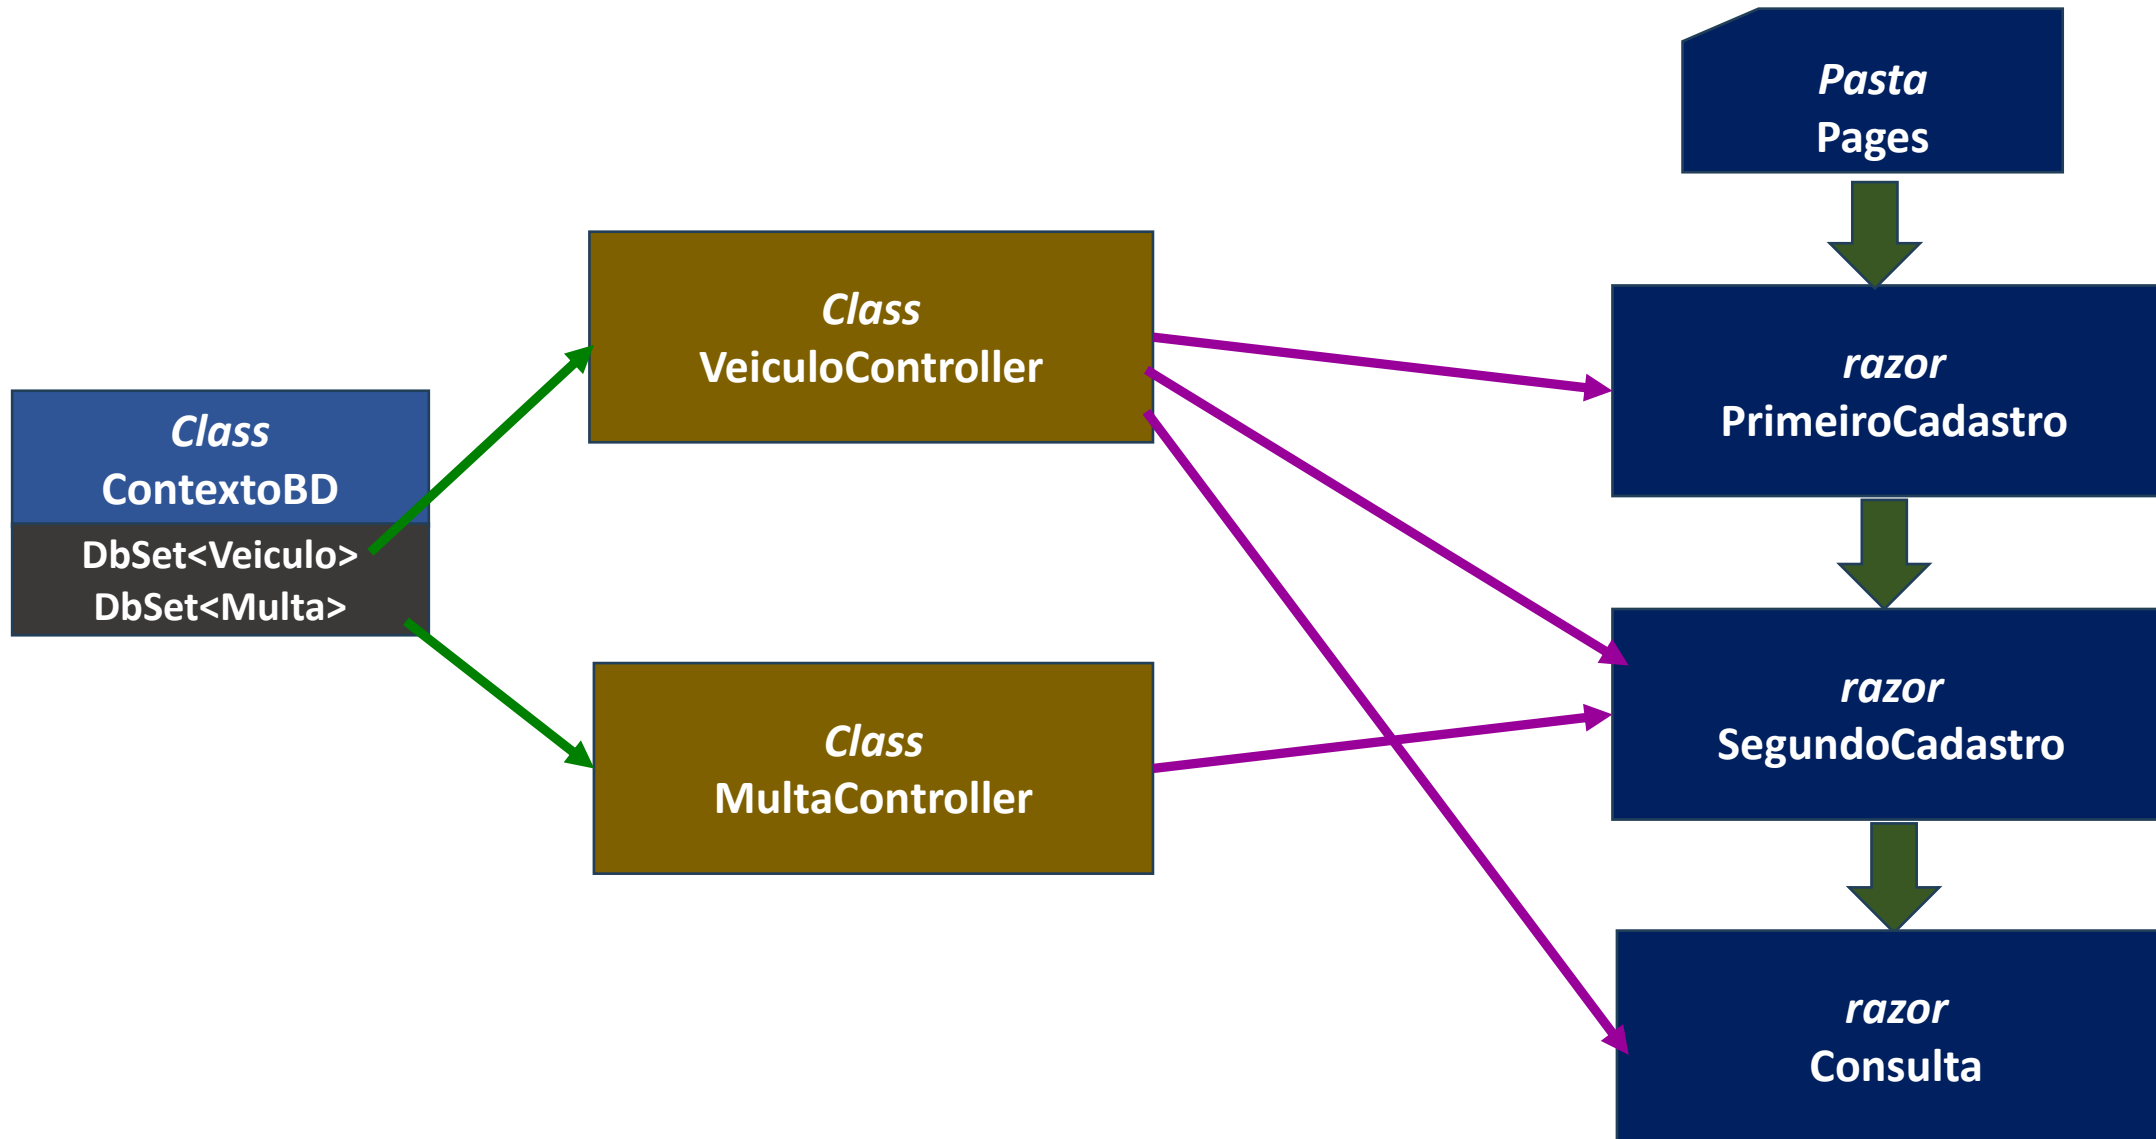 Pasta
Pages
Class
VeiculoController
razor
PrimeiroCadastro
Class
ContextoBD
DbSet<Veiculo>
DbSet<Multa>
Class
MultaController
razor
SegundoCadastro
razor
Consulta